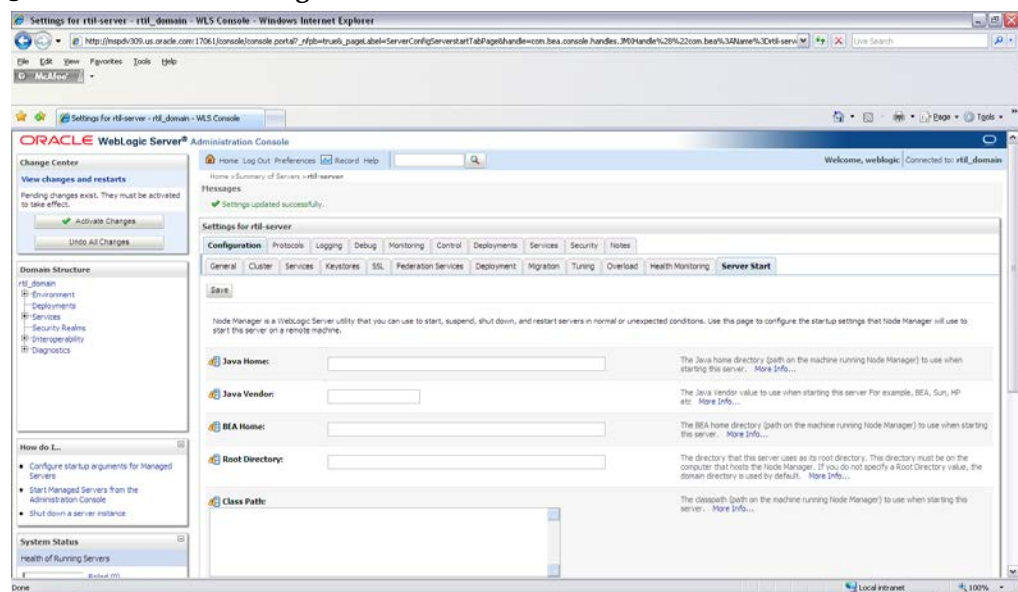 Settings for rtil-server - rtil_domain - WLS Console - Windows Internet Explorer
Live Search
File Edit View Favorites Tools Help
McAfee
Settings for rtil-server - rtil_domain - WLS Console
Page Tools
ORACLE WebLogic Server® Administration Console
Change Center
View changes and restarts
Pending changes exist. They must be activated
to take effect.
Activate Changes
Undo All Changes
Domain Structure
rtil_domain
Environment
Deployments
Services
Security Realms
Interoperability
Diagnostics
How do I...
Configure startup arguments for Managed
Servers
Start Managed Servers from the
Administration Console
Shut down a server instance
System Status
Health of Running Servers
Failed (0)
Home Log Out Preferences Record Help
Welcome, weblogic Connected to: rtil_domain
Home >Summary of Servers >rtil-server
Messages
Settings updated successfully.
Settings for rtil-server
Configuration Protocols Logging Debug Monitoring Control Deployments Services Security Notes
General Cluster Services Keystores SSL Federation Services Deployment Migration Tuning Overload Health Monitoring Server Start
Save
Node Manager is a WebLogic Server utility that you can use to start, suspend, shut down, and restart servers in normal or unexpected conditions. Use this page to configure the startup settings that Node Manager will use to
start this server on a remote machine.
Java Home:
The Java home directory (path on the machine running Node Manager) to use when
starting this server. More Info...
Java Vendor:
The Java Vendor value to use when starting this server For example, BEA, Sun, HP
etc More Info...
BEA Home:
The BEA home directory (path on the machine running Node Manager) to use when starting
this server. More Info...
Root Directory:
The directory that this server uses as its root directory. This directory must be on the
computer that hosts the Node Manager. If you do not specify a Root Directory value, the
domain directory is used by default. More Info...
Class Path:
The classpath (path on the machine running Node Manager) to use when starting this
server. More Info...
Done
Local intranet
100%